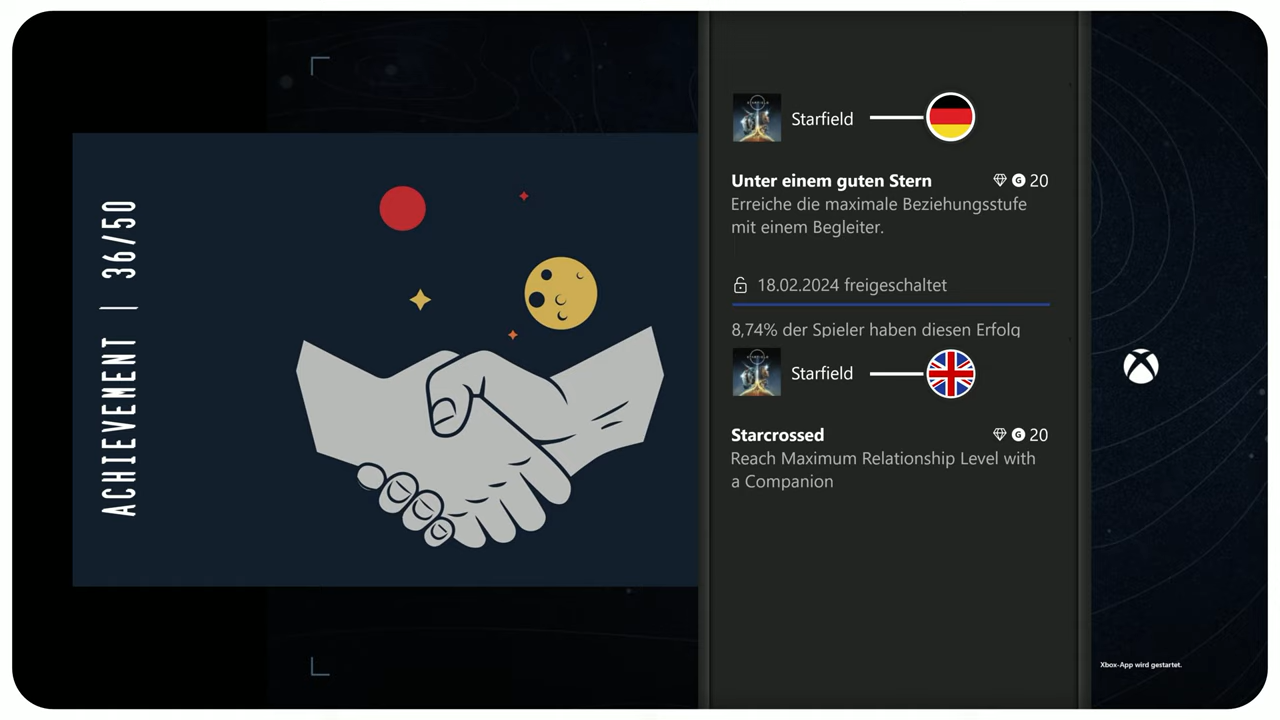 ACHIEVEMENT | 36/50
Starfield
Unter einem guten Stern
G 20
Erreiche die maximale Beziehungsstufe
mit einem Begleiter.
18.02.2024 freigeschaltet
8,74% der Spieler haben diesen Erfolg
Starfield
Starcrossed
G 20
Reach Maximum Relationship Level with
a Companion
Xbox-App wird gestartet.